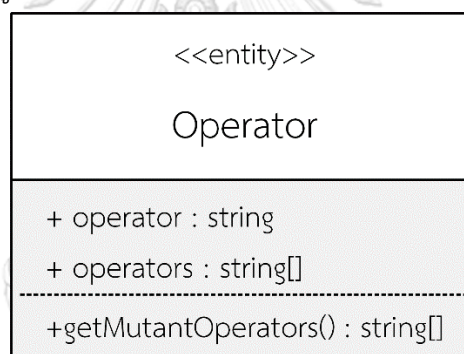 <<entity>>
Operator
+ operator : string
+ operators : string[]
+getMutantOperators() : string[]